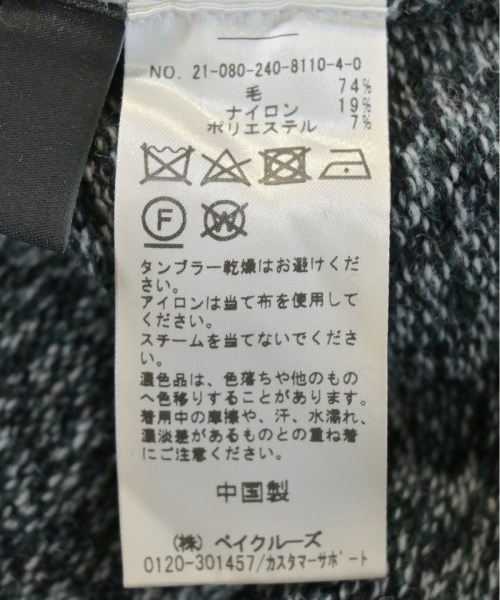 NO. 21-080-240-8110-4-0
毛 74%
ナイロン 19%
ポリエステル 7%
F W
タンブラー乾燥はお避けくだ
さい。
アイロンは当て布を使用して
ください。
スチームを当てないでくださ
い。
濃色品は、色落ちや他のもの
へ色移りすることがあります。
着用中の摩擦や、汗、水濡れ、
濃淡差があるものとの重ね着
にご注意ください。
中国製
（株）ベイクルーズ
0120-301457/カスタマーサポート